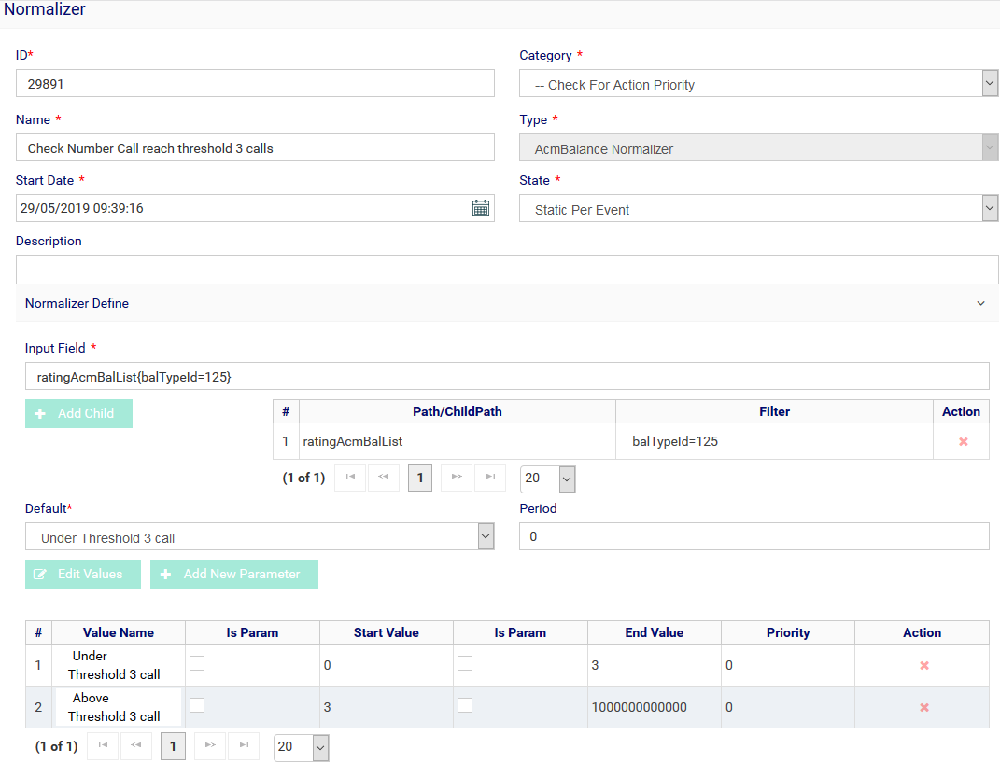 Normalizer
ID*
Category *
29891
-- Check For Action Priority
Name *
Type *
Check Number Call reach threshold 3 calls
AcmBalance Normalizer
Start Date *
State *
29/05/2019 09:39:16
Static Per Event
Description
Normalizer Define
Input Field *
ratingAcmBalList{balTypeId=125}
Add Child
# Path/ChildPath Filter Action
1 ratingAcmBalList balTypeId=125
(1 of 1) 1 20
Default*
Period
Under Threshold 3 call
0
Edit Values
Add New Parameter
# Value Name Is Param Start Value Is Param End Value Priority Action
1 Under Threshold 3 call 0 3 0
2 Above Threshold 3 call 3 1000000000000 0
(1 of 1) 1 20